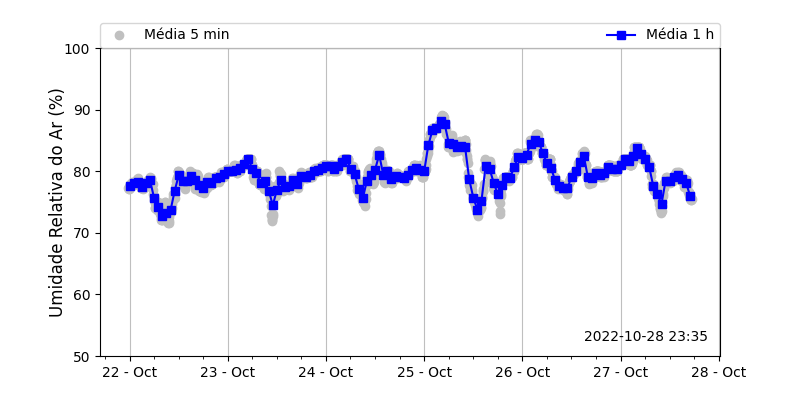 Média 5 min
Média 1 h
Umidade Relativa do Ar (%)
100
90
80
70
60
50
2022-10-28 23:35
22 - Oct
23 - Oct
24 - Oct
25 - Oct
26 - Oct
27 - Oct
28 - Oct